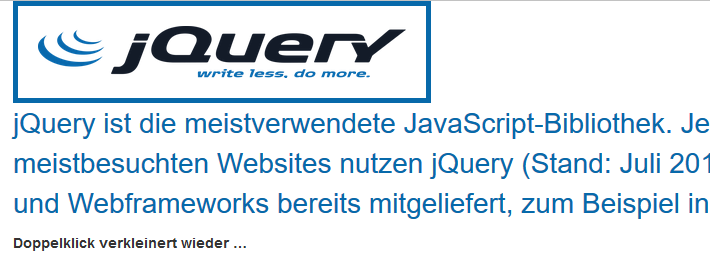 jQuery
write less, do more.
jQuery ist die meistverwendete JavaScript-Bibliothek. Je
meistbesuchten Websites nutzen jQuery (Stand: Juli 201
und Webframeworks bereits mitgeliefert, zum Beispiel in
Doppelklick verkleinert wieder ...